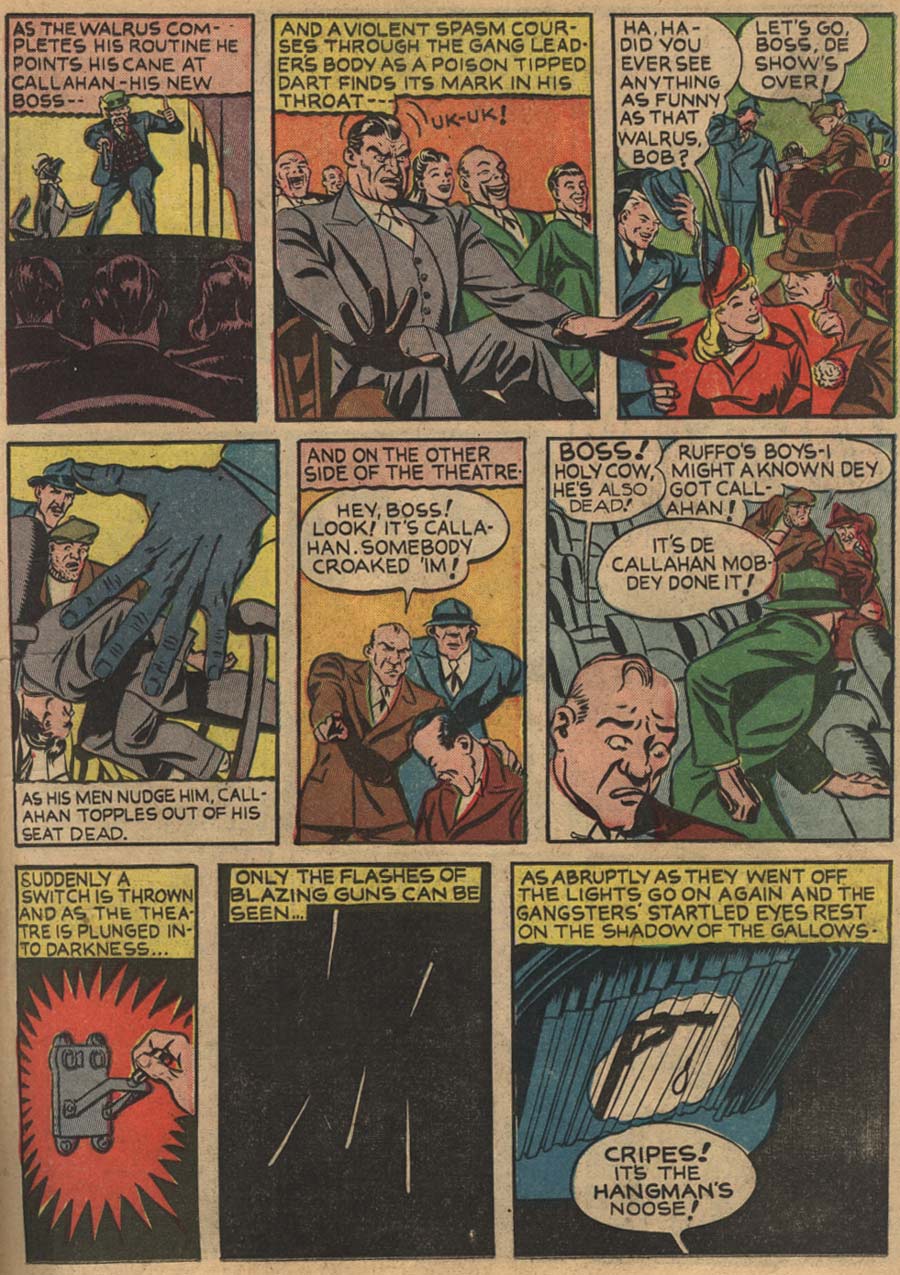 AS THE WALRUS COM-
PLETES HIS ROUTINE HE
POINTS HIS CANE AT
CALLAHAN-HIS NEW
BOSS--
AND A VIOLENT SPASM COUR-
SES THROUGH THE GANG LEAD-
ER'S BODY AS A POISON TIPPED
DART FINDS ITS MARK IN HIS
THROAT---
UK-UK!
HA, HA-
DID YOU
EVER SEE
ANYTHING
AS FUNNY
AS THAT
WALRUS,
BOB?
LET'S GO,
BOSS, DE
SHOW'S
OVER!
AS HIS MEN NUDGE HIM, CALL-
AHAN TOPPLES OUT OF HIS
SEAT DEAD.
AND ON THE OTHER
SIDE OF THE THEATRE-
HEY, BOSS!
LOOK! IT'S CALLA-
HAN. SOMEBODY
CROAKED 'IM!
BOSS!
HOLY COW,
HE'S ALSO
DEAD!
RUFFO'S BOYS-I
MIGHT A KNOWN DEY
GOT CALL-
AHAN!
IT'S DE
CALLAHAN MOB-
DEY DONE IT!
SUDDENLY A
SWITCH IS THROWN
AND AS THE THEA-
TRE IS PLUNGED IN-
TO DARKNESS...
ONLY THE FLASHES OF
BLAZING GUNS CAN BE
SEEN...
AS ABRUPTLY AS THEY WENT OFF
THE LIGHTS GO ON AGAIN AND THE
GANGSTERS' STARTLED EYES REST
ON THE SHADOW OF THE GALLOWS-
CRIPES!
IT'S THE
HANGMAN'S
NOOSE!